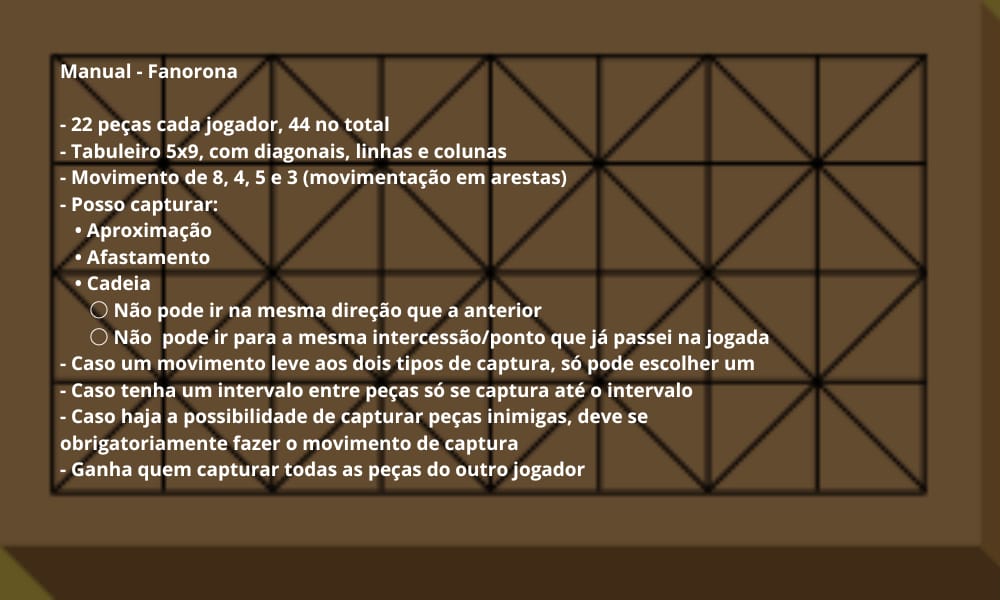 Manual - Fanorona
- 22 peças cada jogador, 44 no total
- Tabuleiro 5x9, com diagonais, linhas e colunas
- Movimento de 8, 4, 5 e 3 (movimentação em arestas)
- Posso capturar:
• Aproximação
• Afastamento
• Cadeia
○ Não pode ir na mesma direção que a anterior
○ Não  pode ir para a mesma intercessão/ponto que já passei na jogada
- Caso um movimento leve aos dois tipos de captura, só pode escolher um
- Caso tenha um intervalo entre peças só se captura até o intervalo
- Caso haja a possibilidade de capturar peças inimigas, deve se
obrigatoriamente fazer o movimento de captura
- Ganha quem capturar todas as peças do outro jogador